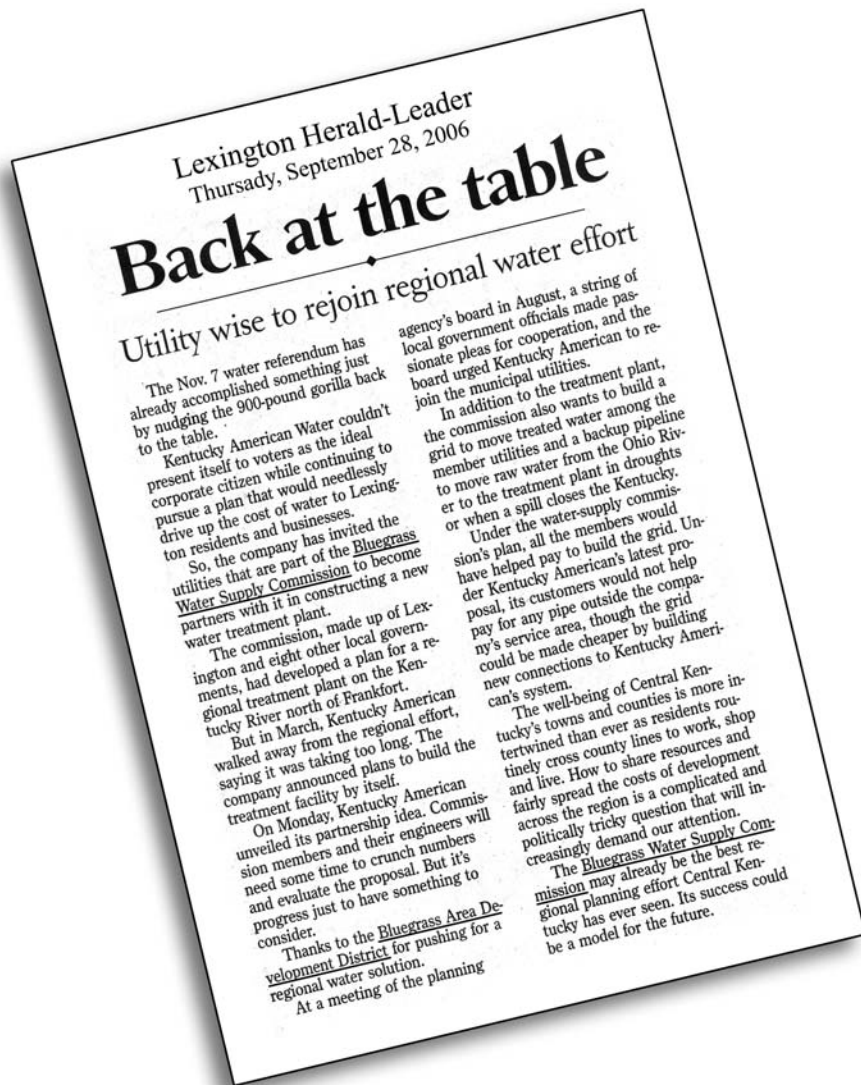 Lexington Herald-Leader
Thursady, September 28, 2006
Back at the table
Utility wise to rejoin regional water effort
The Nov. 7 water referendum has
already accomplished something just
by nudging the 900-pound gorilla back
to the table.
Kentucky American Water couldn't
present itself to voters as the ideal
corporate citizen while continuing to
pursue a plan that would needlessly
drive up the cost of water to Lexing-
ton residents and businesses.
So, the company has invited the
utilities that are part of the Bluegrass
Water Supply Commission to become
partners with it in constructing a new
water treatment plant.
The commission, made up of Lex-
ington and eight other local govern-
ments, had developed a plan for a re-
gional treatment plant on the Ken-
tucky River north of Frankfort.
But in March, Kentucky American
walked away from the regional effort,
saying it was taking too long. The
company announced plans to build the
treatment facility by itself.
On Monday, Kentucky American
unveiled its partnership idea. Commis-
sion members and their engineers will
need some time to crunch numbers
and evaluate the proposal. But it's
progress just to have something to
consider.
Thanks to the Bluegrass Area De-
velopment District for pushing for a
regional water solution.
At a meeting of the planning
agency's board in August, a string of
local government officials made pas-
sionate pleas for cooperation, and the
board urged Kentucky American to re-
join the municipal utilities.
In addition to the treatment plant,
the commission also wants to build a
grid to move treated water among the
member utilities and a backup pipeline
to move raw water from the Ohio Riv-
er to the treatment plant in droughts
or when a spill closes the Kentucky.
Under the water-supply commis-
sion's plan, all the members would
have helped pay to build the grid. Un-
der Kentucky American's latest pro-
posal, its customers would not help
pay for any pipe outside the compa-
ny's service area, though the grid
could be made cheaper by building
new connections to Kentucky Ameri-
can's system.
The well-being of Central Ken-
tucky's towns and counties is more in-
tertwined than ever as residents rou-
tinely cross county lines to work, shop
and live. How to share resources and
fairly spread the costs of development
across the region is a complicated and
politically tricky question that will in-
creasingly demand our attention.
The Bluegrass Water Supply Com-
mission may already be the best re-
gional planning effort Central Ken-
tucky has ever seen. Its success could
be a model for the future.